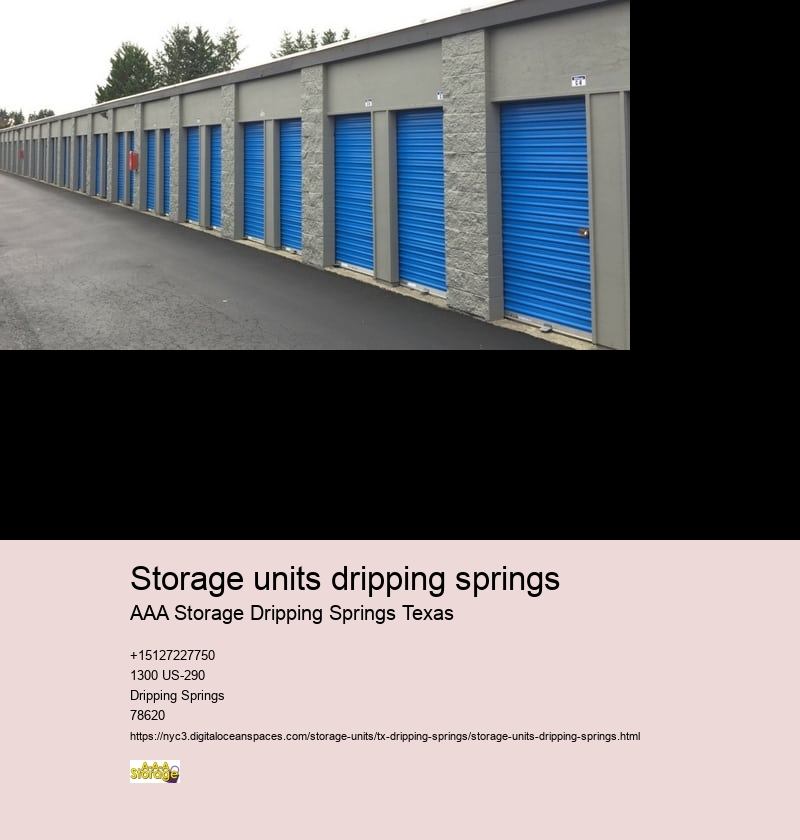 Storage units dripping springs
AAA Storage Dripping Springs Texas
+15127227750
1300 US-290
Dripping Springs
78620
https://nyc3.digitaloceanspaces.com/storage-units/tx-dripping-springs/storage-units-dripping-springs.html
AAA
Storage